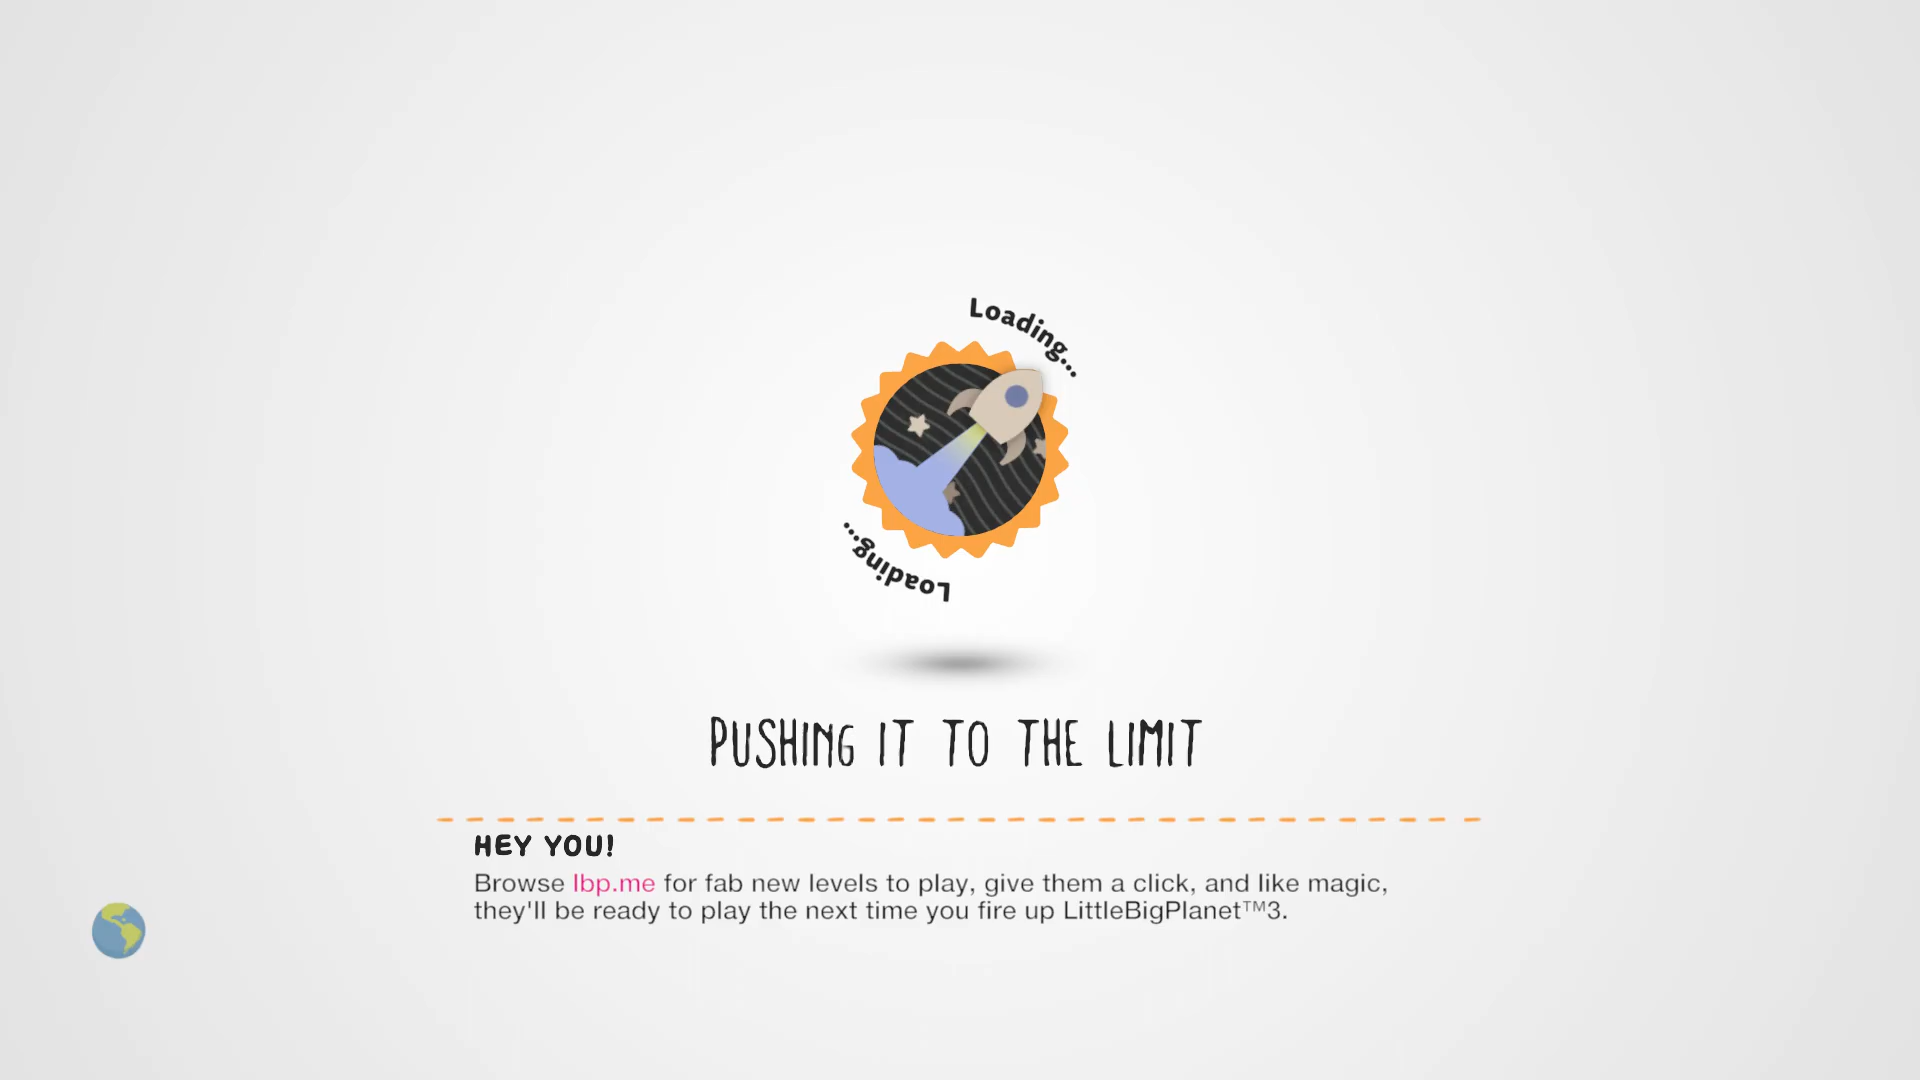 Loading...
Loading...
PUSHING IT TO THE LIMIT
HEY YOU!
Browse lbp.me for fab new levels to play, give them a click, and like magic,
they'll be ready to play the next time you fire up LittleBigPlanet™3.